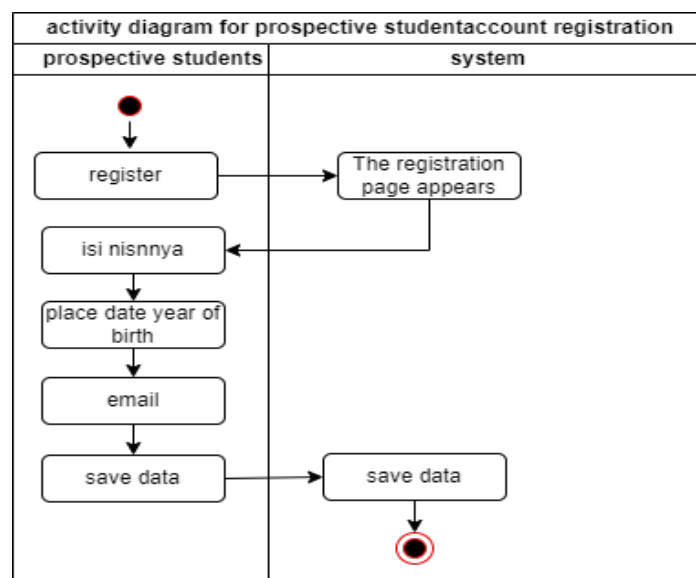 activity diagram for prospective studentaccount registration
prospective students
system
register
The registration
page appears
isi nisnnya
place date year of
birth
email
save data
save data